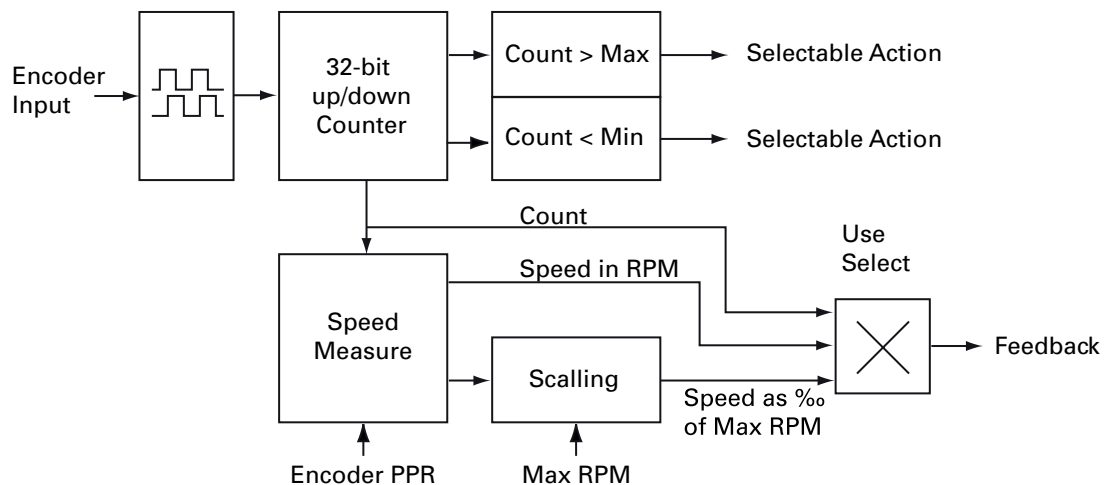 Encoder
Input
32-bit
up/down
Counter
Count > Max
Selectable Action
Count < Min
Selectable Action
Count
Use
Select
Speed in RPM
Speed
Measure
Scalling
Feedback
Speed as ‰
of Max RPM
Encoder PPR
Max RPM